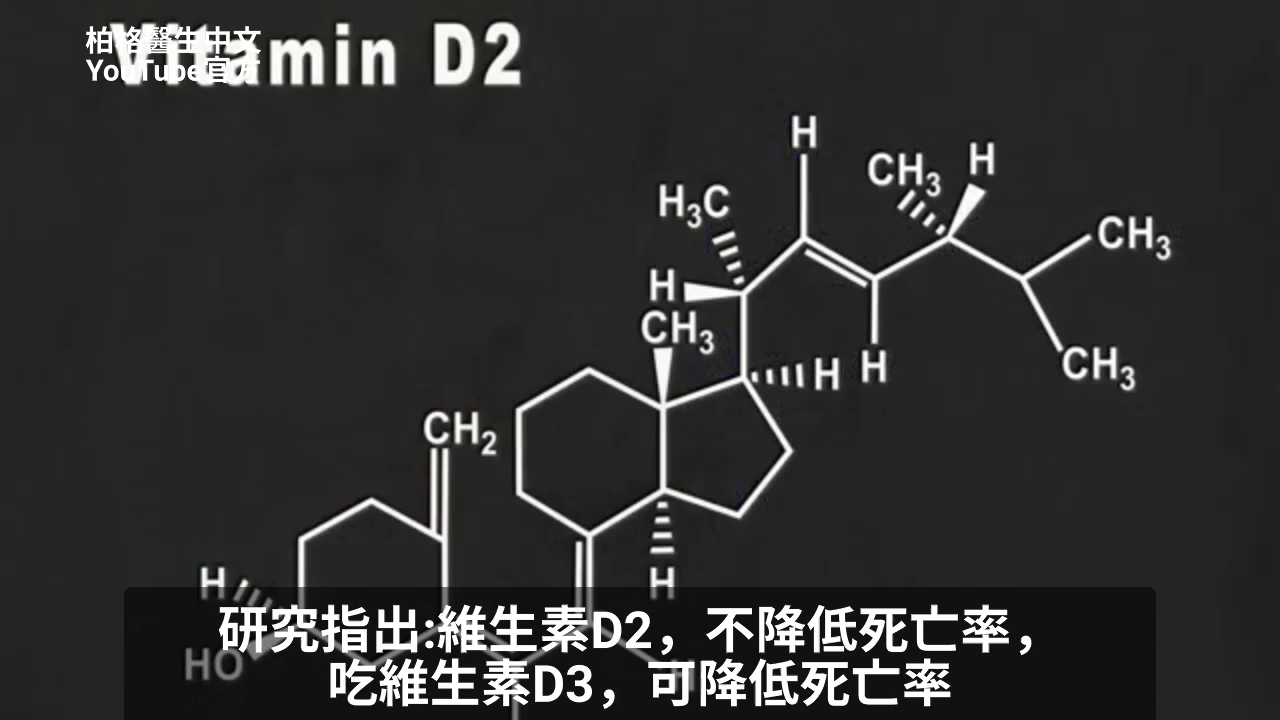 柏格醫生中文
YouTube官方
Vitamin D2
H
CH3
H
H3C
CH3
H
CH3
H
H
CH3
CH2
H
H
HO
研究指出:維生素D2，不降低死亡率，
吃維生素D3，可降低死亡率